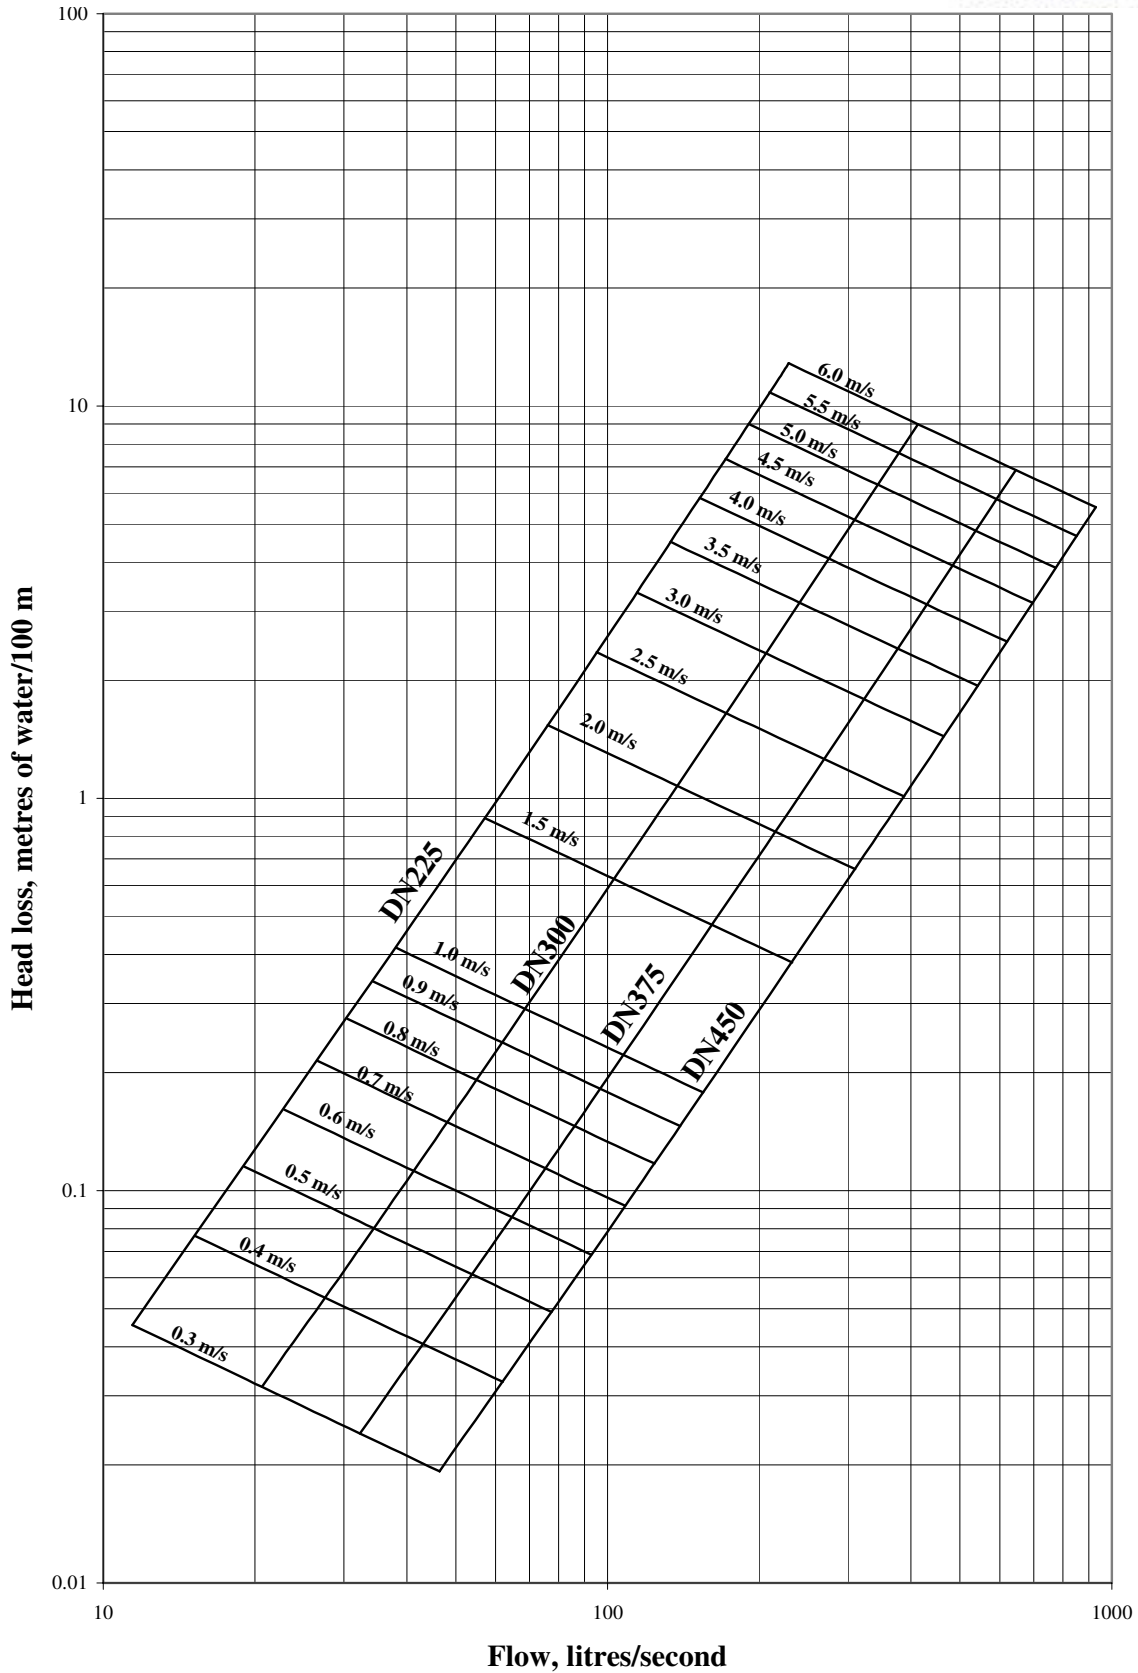 100
6.0 m/s
5.5 m/s
10
5.0 m/s
4.5 m/s
4.0 m/s
3.5 m/s
3.0 m/s
2.5 m/s
2.0 m/s
Head loss, metres of water/100 m
1
1.5 m/s
DN225
DN300
1.0 m/s
DN375
0.9 m/s
DN450
0.8 m/s
0.7 m/s
0.6 m/s
0.5 m/s
0.1
0.4 m/s
0.3 m/s
0.01
10 100 1000
Flow, litres/second